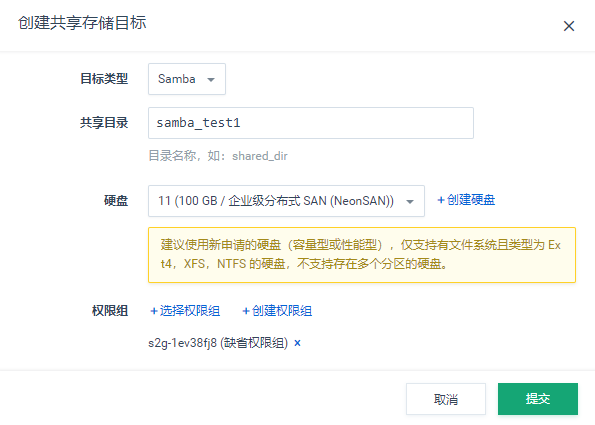 创建共享存储目标
目标类型 Samba
共享目录 samba_test1
目录名称，如：shared_dir
硬盘 11 (100 GB / 企业级分布式 SAN (NeonSAN)) +创建硬盘
建议使用新申请的硬盘（容量型或性能型），仅支持有文件系统且类型为 Ex
t4，XFS，NTFS 的硬盘，不支持存在多个分区的硬盘。
权限组 +选择权限组 +创建权限组
s2g-1ev38fj8 (缺省权限组) ×
取消 提交